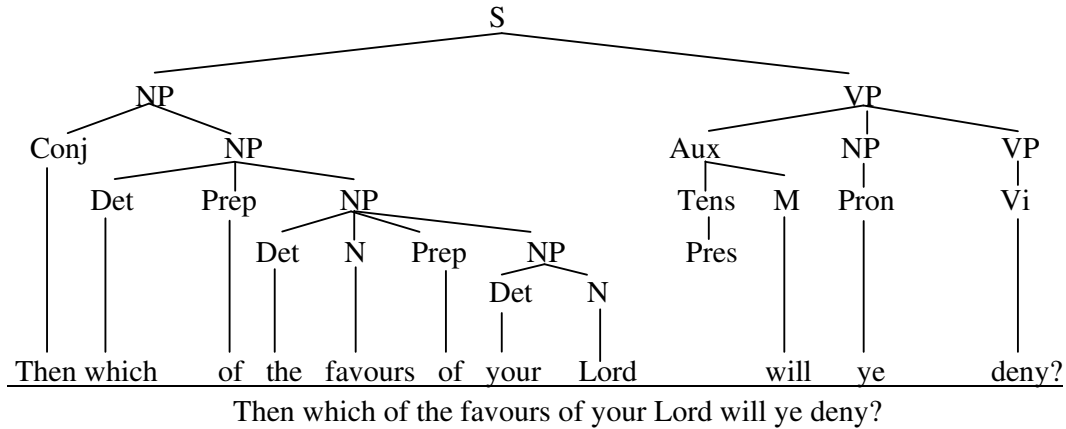 S
NP VP
Conj NP Aux NP VP
Det Prep NP Tens M Pron Vi
Det N Prep NP Pres
Det N
Then which of the favours of your Lord will ye deny?
Then which of the favours of your Lord will ye deny?